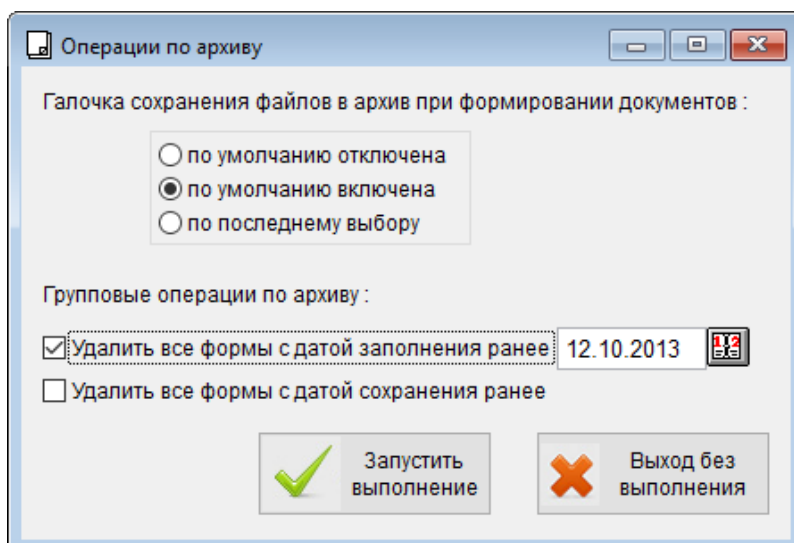 Операции по архиву
Галочка сохранения файлов в архив при формировании документов :
по умолчанию отключена
по умолчанию включена
по последнему выбору
Групповые операции по архиву :
Удалить все формы с датой заполнения ранее 12.10.2013
Удалить все формы с датой сохранения ранее
Запустить
выполнение
Выход без
выполнения